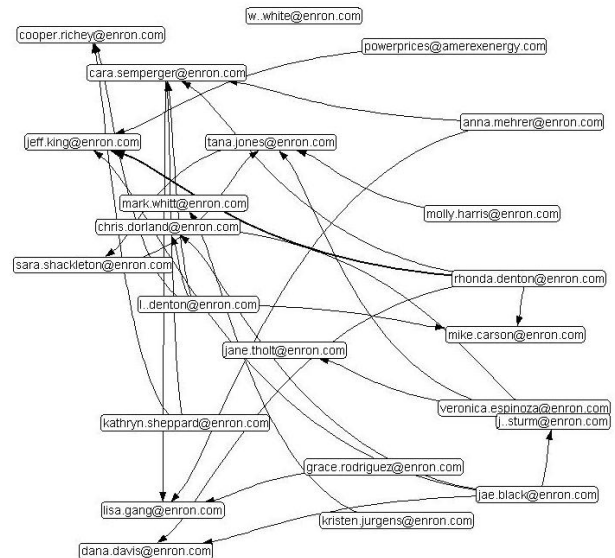 w..white@enron.com
cooper.richey@enron.com
powerprices@amerexenergy.com
cara.semperger@enron.com
anna.mehrer@enron.com
jeff.king@enron.com
tana.jones@enron.com
mark.whitt@enron.com
molly.harris@enron.com
chris.dorland@enron.com
sara.shackleton@enron.com
rhonda.denton@enron.com
l..denton@enron.com
mike.carson@enron.com
jane.tholt@enron.com
veronica.espinoza@enron.com
j..sturm@enron.com
kathryn.sheppard@enron.com
grace.rodriguez@enron.com
jae.black@enron.com
lisa.gang@enron.com
kristen.jurgens@enron.com
dana.davis@enron.com